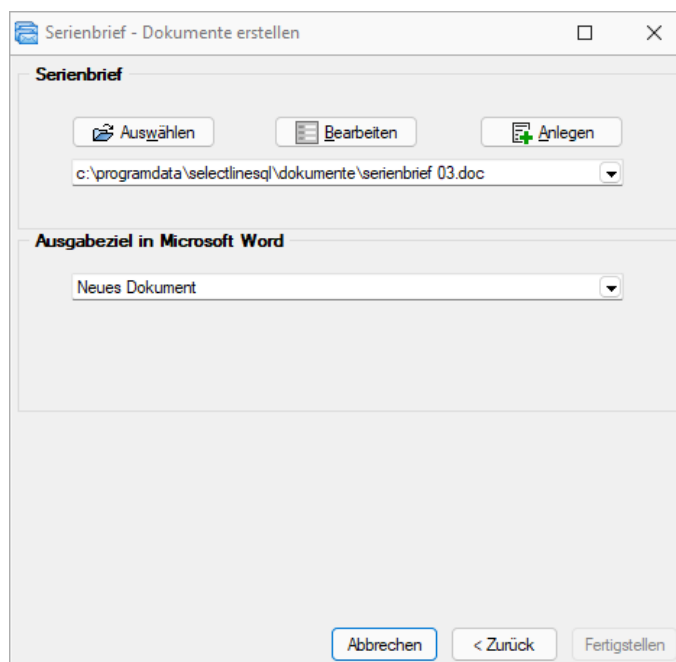 Serienbrief - Dokumente erstellen
Serienbrief
Auswählen Bearbeiten Anlegen
c:\programdata\selectlinesql\dokumente\serienbrief 03.doc
Ausgabeziel in Microsoft Word
Neues Dokument
Abbrechen < Zurück Fertigstellen